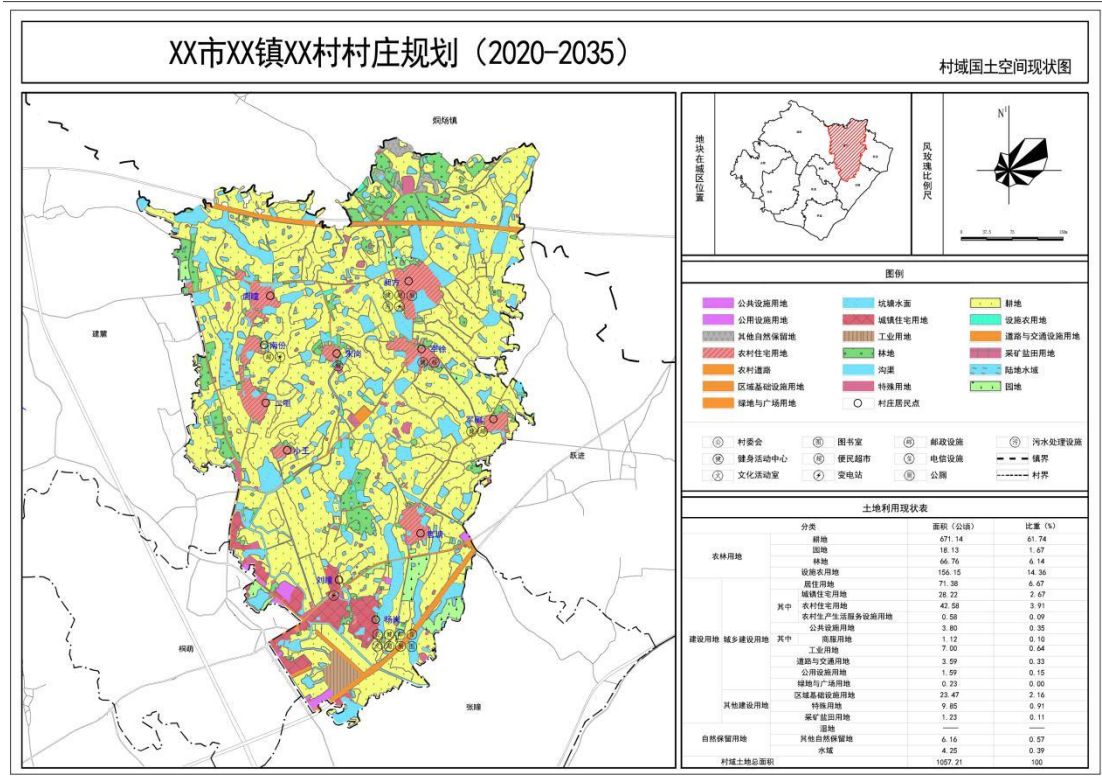 XX市XX镇XX村村庄规划（2020-2035）
村域国土空间现状图
炯炀镇
建麓
桐荫
跃进
张疃
周疃
南份
宋岗
二甲
小王
李徐
军廟
曹塘
刘疃
杨嵐
地块在城区位置
风玫瑰比例尺
N
0 37.5 75 150m
图例
公共设施用地 坑塘水面 耕地
公用设施用地 城镇住宅用地 设施农用地
其他自然保留地 工业用地 道路与交通设施用地
农村住宅用地 林地 采矿盐田用地
农村道路 沟渠 陆地水域
区域基础设施用地 特殊用地 园地
绿地与广场用地 村庄居民点
村委会 图书室 邮政设施 污水处理设施
健身活动中心 便民超市 电信设施 镇界
文化活动室 变电站 公厕 村界
土地利用现状表
分类 面积（公顷） 比重（%）
农林用地
耕地 671.14 61.74
园地 18.13 1.67
林地 66.76 6.14
设施农用地 156.15 14.36
建设用地 城乡建设用地
居住用地 71.38 6.67
其中
城镇住宅用地 28.22 2.67
农村住宅用地 42.58 3.91
农村生产生活服务设施用地 0.58 0.09
公共设施用地 3.80 0.35
其中 商服用地 1.12 0.10
工业用地 7.00 0.64
道路与交通用地 3.59 0.33
公用设施用地 1.59 0.15
绿地与广场用地 0.23 0.00
其他建设用地
区域基础设施用地 23.47 2.16
特殊用地 9.85 0.91
采矿盐田用地 1.23 0.11
自然保留用地
湿地 —— ——
其他自然保留地 6.16 0.57
水域 4.25 0.39
村域土地总面积 1057.21 100